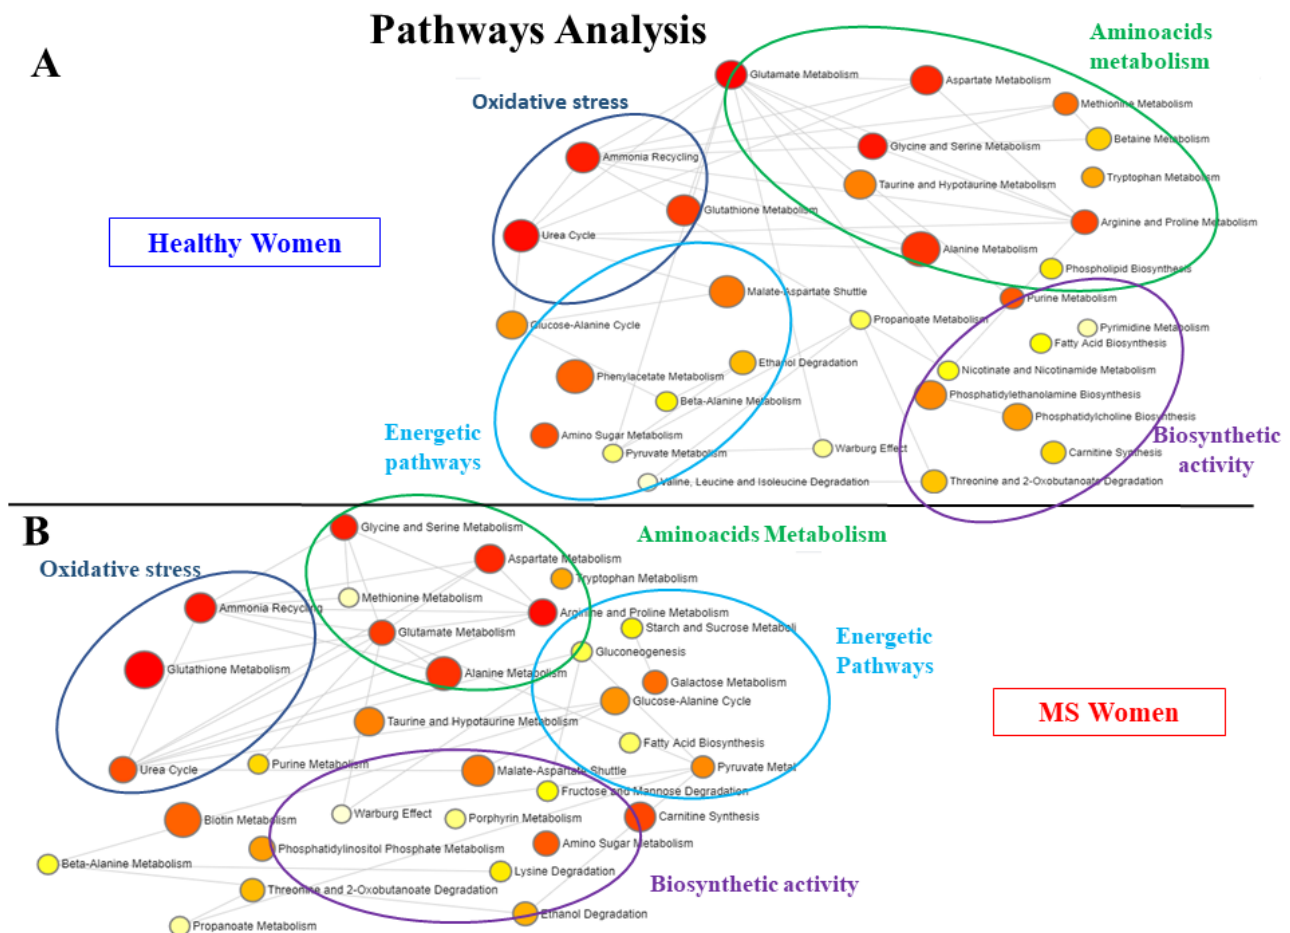 Pathways Analysis
A
Aminoacids
metabolism
Glutamate Metabolism
Aspartate Metabolism
Oxidative stress
Methionine Metabolism
Betaine Metabolism
Glycine and Serine Metabolism
Ammonia Recycling
Tryptophan Metabolism
Taurine and Hypotaurine Metabolism
Glutathione Metabolism
Arginine and Proline Metabolism
Healthy Women
Urea Cycle
Alanine Metabolism
Phospholipid Biosynthesis
Malate-Aspartate Shuttle
Purine Metabolism
Glucose-Alanine Cycle
Propanoate Metabolism
Pyrimidine Metabolism
Fatty Acid Biosynthesis
Ethanol Degradation
Nicotinate and Nicotinamide Metabolism
Phenylacetate Metabolism
Phosphatidylethanolamine Biosynthesis
Beta-Alanine Metabolism
Phosphatidylcholine Biosynthesis
Energetic
pathways
Amino Sugar Metabolism
Biosynthetic
activity
Pyruvate Metabolism
Warburg Effect
Carnitine Synthesis
Valine, Leucine and Isoleucine Degradation
Threonine and 2-Oxobutanoate Degradation
B
Glycine and Serine Metabolism
Aminoacids Metabolism
Aspartate Metabolism
Oxidative stress
Tryptophan Metabolism
Methionine Metabolism
Ammonia Recycling
Arginine and Proline Metabolism
Starch and Sucrose Metaboli
Glutamate Metabolism
Energetic
Pathways
Gluconeogenesis
Glutathione Metabolism
Alanine Metabolism
Galactose Metabolism
Glucose-Alanine Cycle
MS Women
Taurine and Hypotaurine Metabolism
Fatty Acid Biosynthesis
Urea Cycle
Purine Metabolism
Malate-Aspartate Shuttle
Pyruvate Metal
Fructose and Mannose Degradation
Warburg Effect
Porphyrin Metabolism
Carnitine Synthesis
Biotin Metabolism
Amino Sugar Metabolism
Phosphatidylinositol Phosphate Metabolism
Beta-Alanine Metabolism
Lysine Degradation
Biosynthetic activity
Threonine and 2-Oxobutanoate Degradation
Ethanol Degradation
Propanoate Metabolism